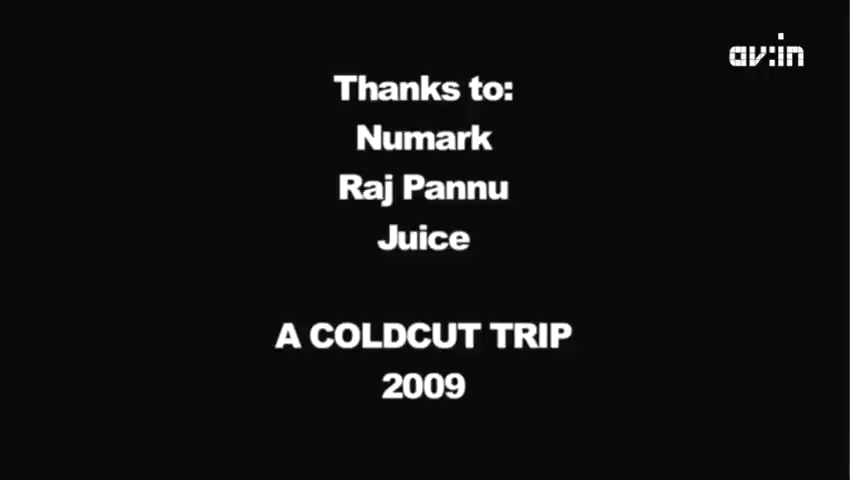 av:in
Thanks to:
Numark
Raj Pannu
Juice
A COLDCUT TRIP
2009